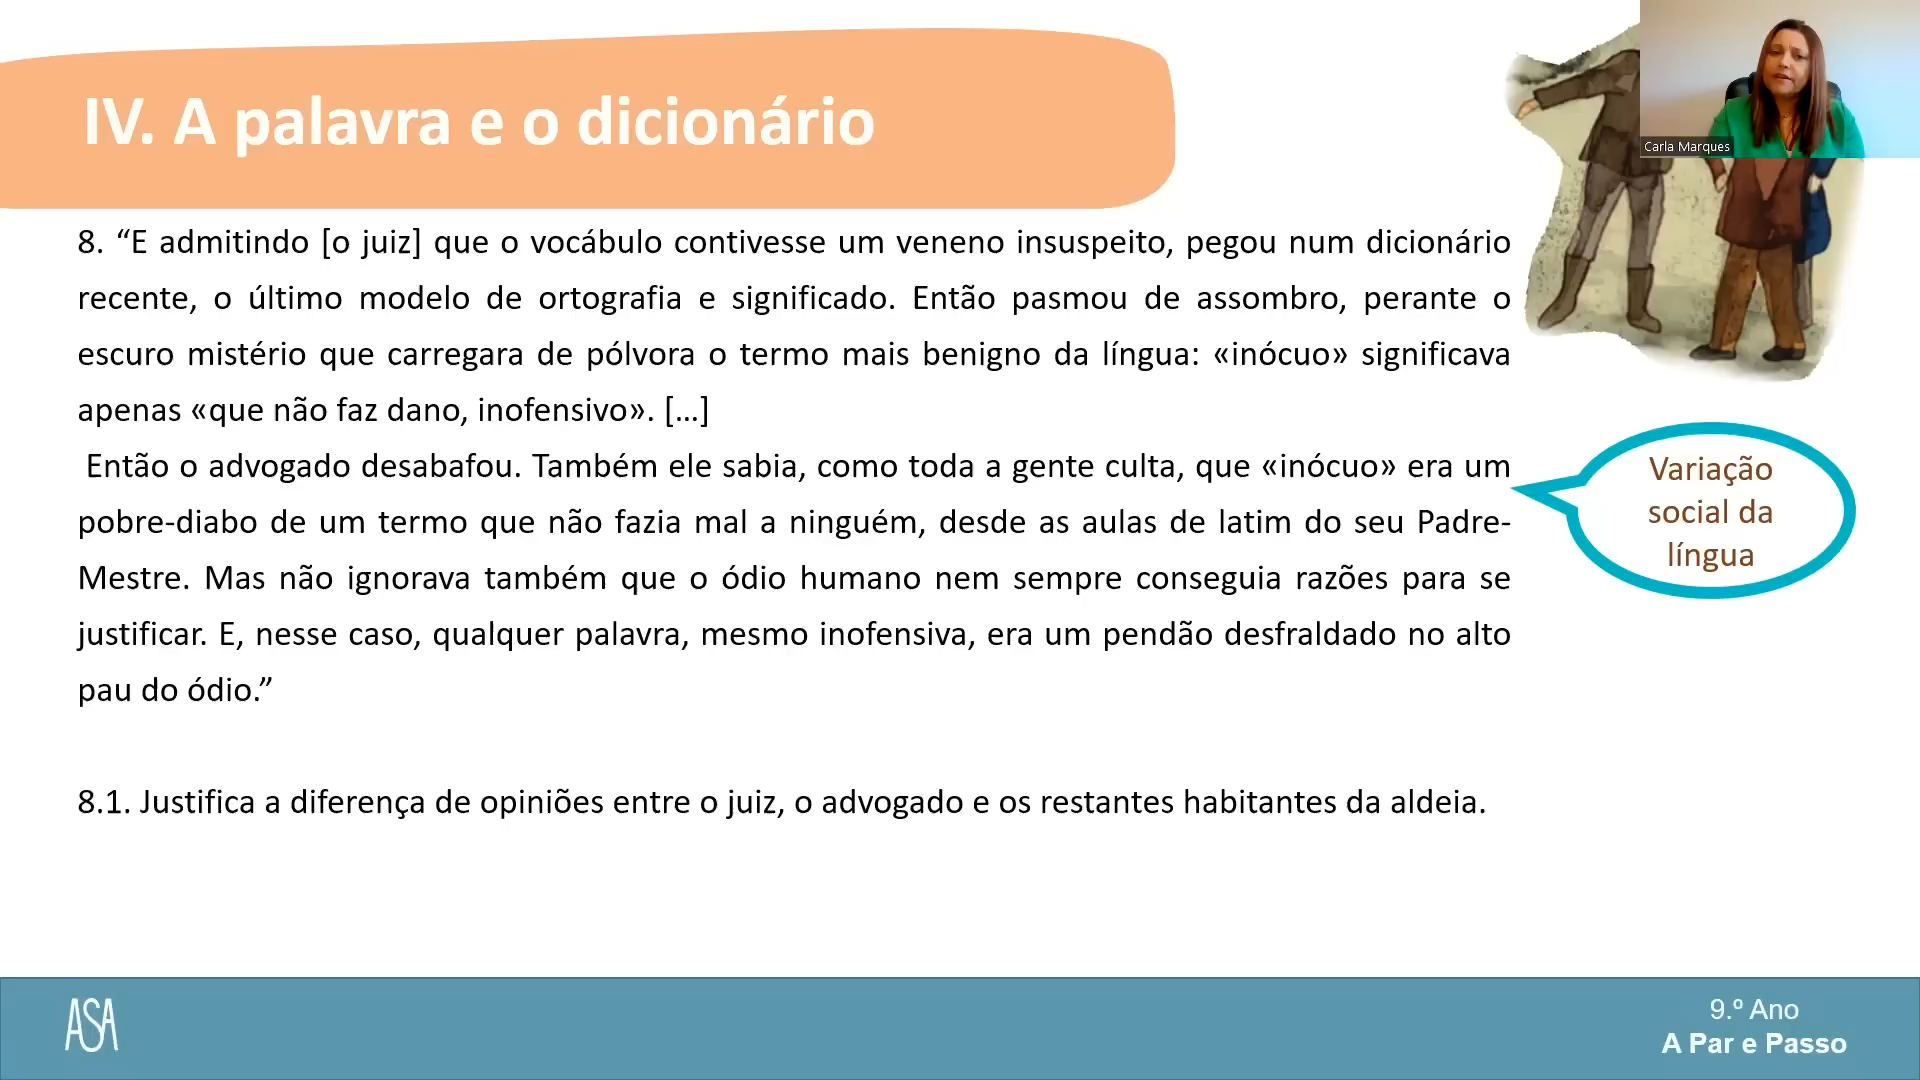 IV. A palavra e o dicionário
Carla Marques
8. “E admitindo [o juiz] que o vocábulo contivesse um veneno insuspeito, pegou num dicionário
recente, o último modelo de ortografia e significado. Então pasmou de assombro, perante o
escuro mistério que carregara de pólvora o termo mais benigno da língua: «inócuo» significava
apenas «que não faz dano, inofensivo». […]
Então o advogado desabafou. Também ele sabia, como toda a gente culta, que «inócuo» era um
pobre-diabo de um termo que não fazia mal a ninguém, desde as aulas de latim do seu Padre-
Mestre. Mas não ignorava também que o ódio humano nem sempre conseguia razões para se
justificar. E, nesse caso, qualquer palavra, mesmo inofensiva, era um pendão desfraldado no alto
pau do ódio.”
Variação
social da
língua
8.1. Justifica a diferença de opiniões entre o juiz, o advogado e os restantes habitantes da aldeia.
ASA
9.º Ano
A Par e Passo